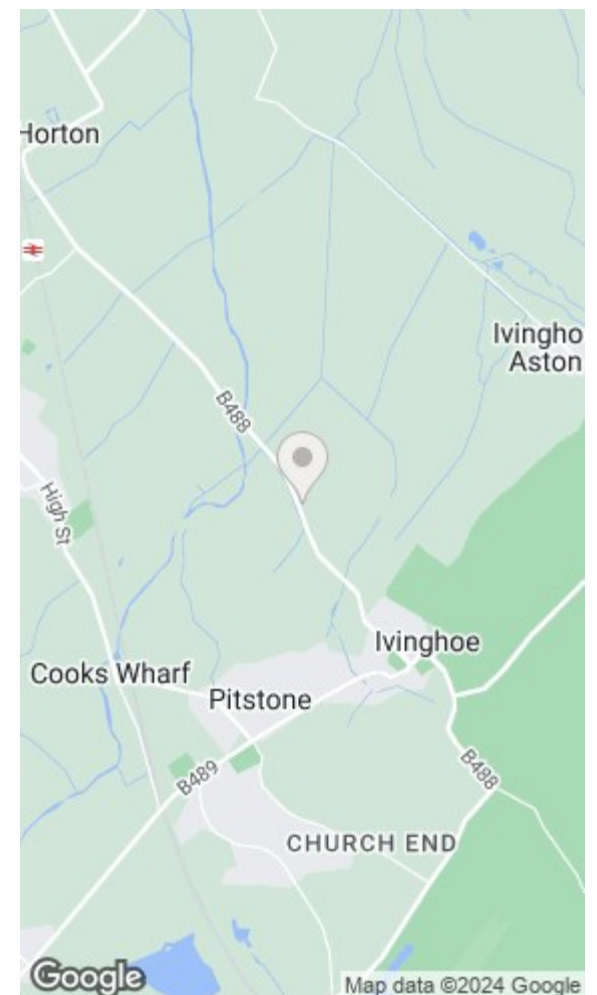 Horton
Ivingho
Aston
B488
High St
Ivinghoe
Cooks Wharf
Pitstone
B488
B489
CHURCH END
Google
Map data ©2024 Google